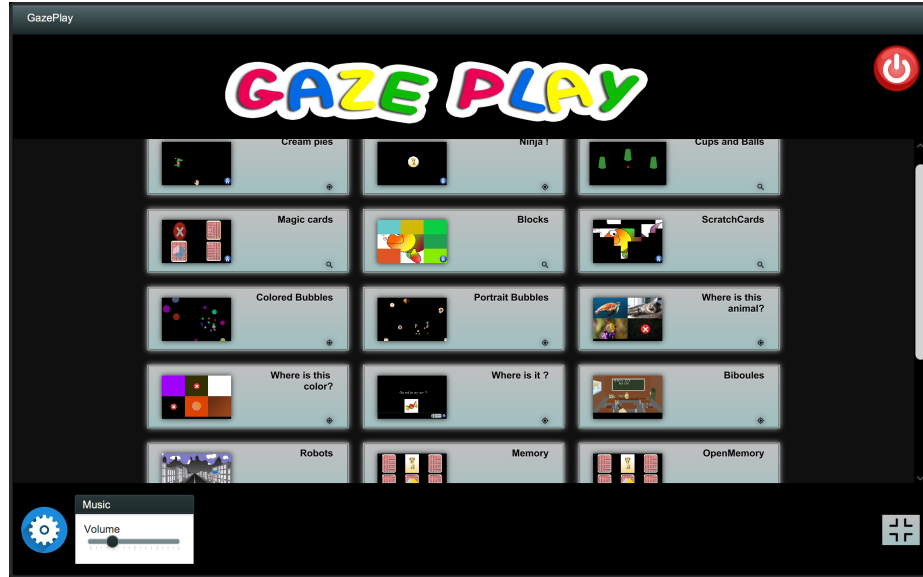 GazePlay
GAZE PLAY
Cream pies
Ninja !
Cups and Balls
Magic cards
Blocks
ScratchCards
Colored Bubbles
Portrait Bubbles
Where is this
animal?
Where is this
color?
Where is it ?
Biboules
Robots
Memory
OpenMemory
Music
Volume